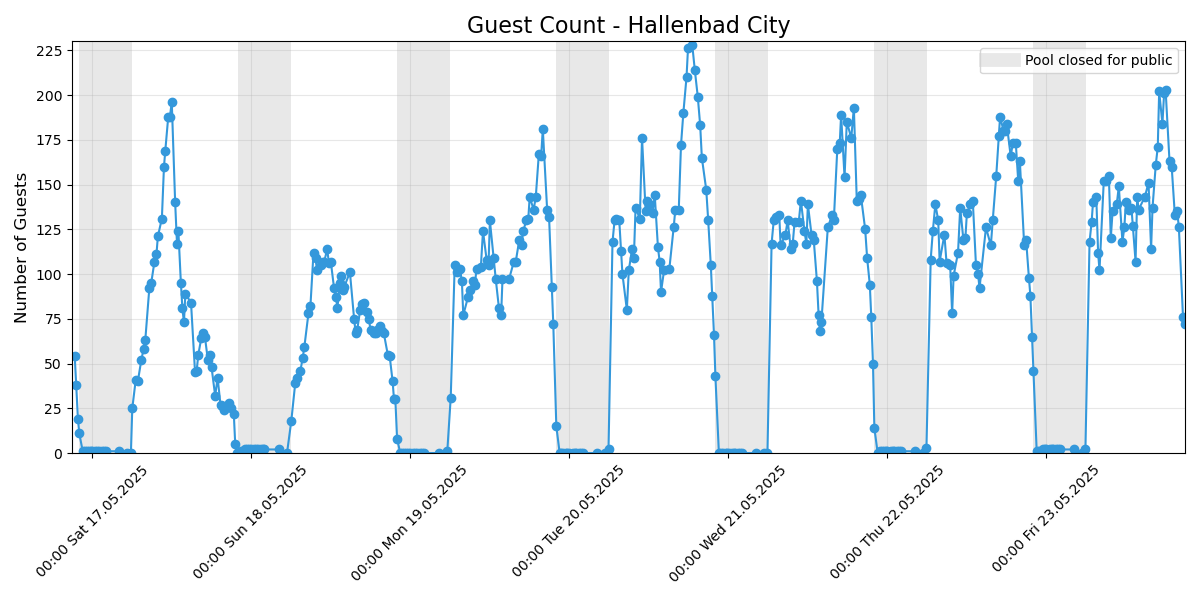 Guest Count - Hallenbad City
Pool closed for public
Number of Guests
225
200
175
150
125
100
75
50
25
0
00:00 Sat 17.05.2025
00:00 Sun 18.05.2025
00:00 Mon 19.05.2025
00:00 Tue 20.05.2025
00:00 Wed 21.05.2025
00:00 Thu 22.05.2025
00:00 Fri 23.05.2025